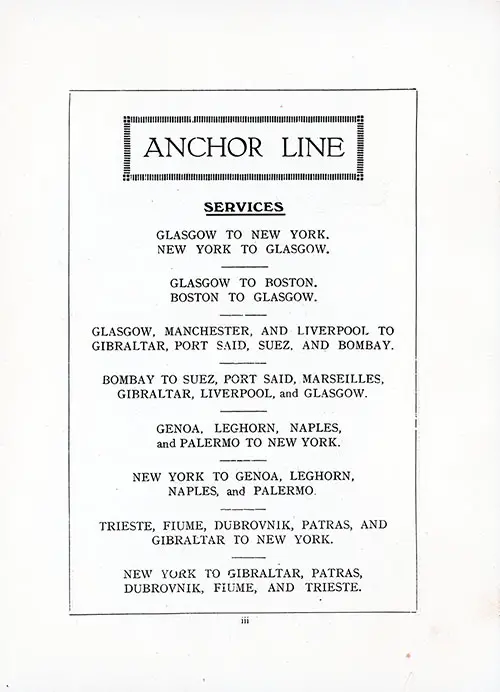 ANCHOR LINE
SERVICES
GLASGOW TO NEW YORK.
NEW YORK TO GLASGOW.
GLASGOW TO BOSTON.
BOSTON TO GLASGOW.
GLASGOW, MANCHESTER, AND LIVERPOOL TO
GIBRALTAR, PORT SAID, SUEZ, AND BOMBAY.
BOMBAY TO SUEZ, PORT SAID, MARSEILLES,
GIBRALTAR, LIVERPOOL, and GLASGOW.
GENOA, LEGHORN, NAPLES,
and PALERMO TO NEW YORK.
NEW YORK TO GENOA, LEGHORN,
NAPLES, and PALERMO.
TRIESTE, FIUME, DUBROVNIK, PATRAS, AND
GIBRALTAR TO NEW YORK.
NEW YORK TO GIBRALTAR, PATRAS,
DUBROVNIK, FIUME, AND TRIESTE.
iii